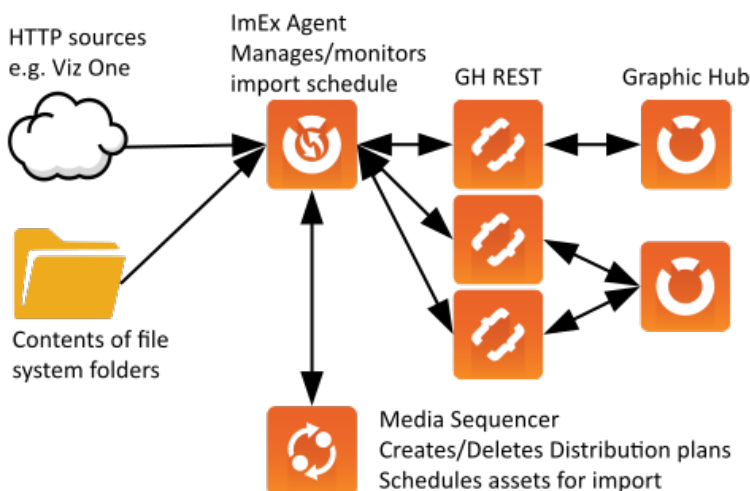 HTTP sources
e.g. Viz One
ImEx Agent
Manages/monitors
import schedule
GH REST
Graphic Hub
Contents of file
system folders
Media Sequencer
Creates/Deletes Distribution plans
Schedules assets for import